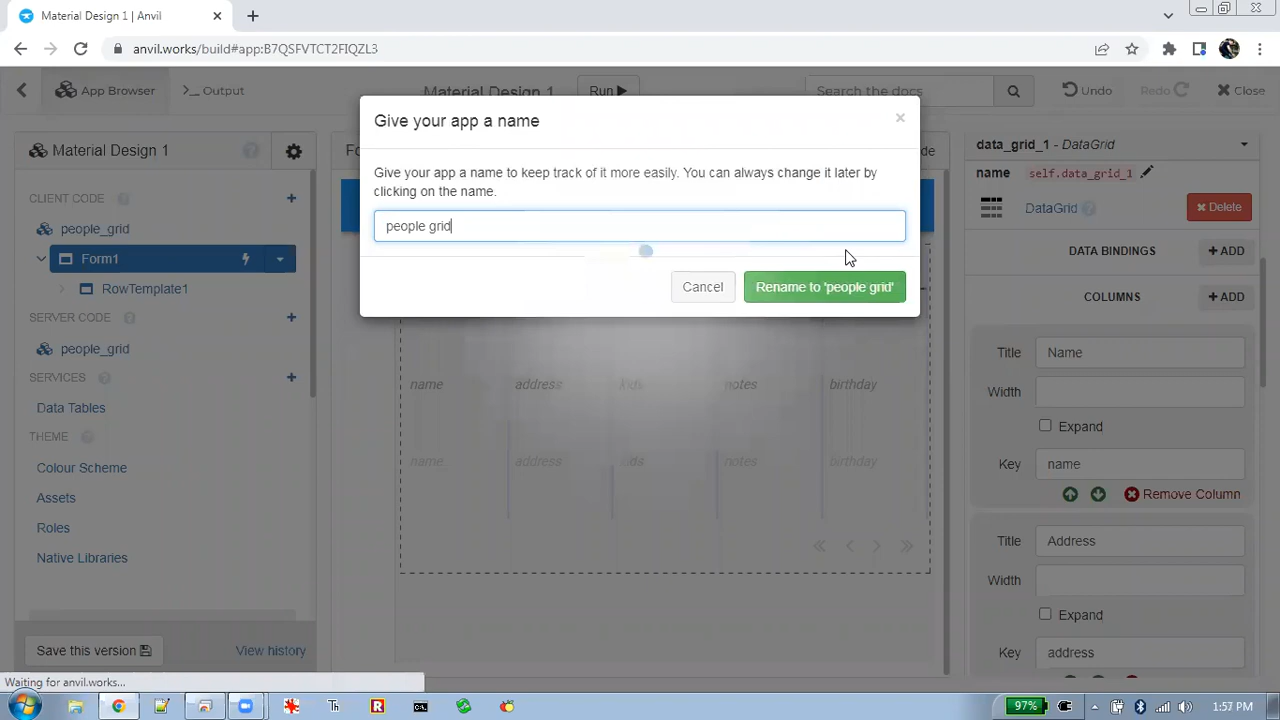 Material Design 1 | Anvil
anvil.works/build#app:B7QSFVTCT2FIQZL3
App Browser
>_ Output
Material Design 1
Run
Search the docs
Undo
Redo
Close
Material Design 1
CLIENT CODE
people_grid
Form1
RowTemplate1
SERVER CODE
people_grid
SERVICES
Data Tables
THEME
Colour Scheme
Assets
Roles
Native Libraries
Save this version
View history
Give your app a name
Give your app a name to keep track of it more easily. You can always change it later by
clicking on the name.
people grid
Cancel
Rename to 'people grid'
name address kids notes birthday
name address kids notes birthday
data_grid_1 - DataGrid
name self.data_grid_1
DataGrid
Delete
DATA BINDINGS
+ ADD
COLUMNS
+ ADD
Title Name
Width
Expand
Key name
Remove Column
Title Address
Width
Expand
Key address
Waiting for anvil.works...
97%
1:57 PM